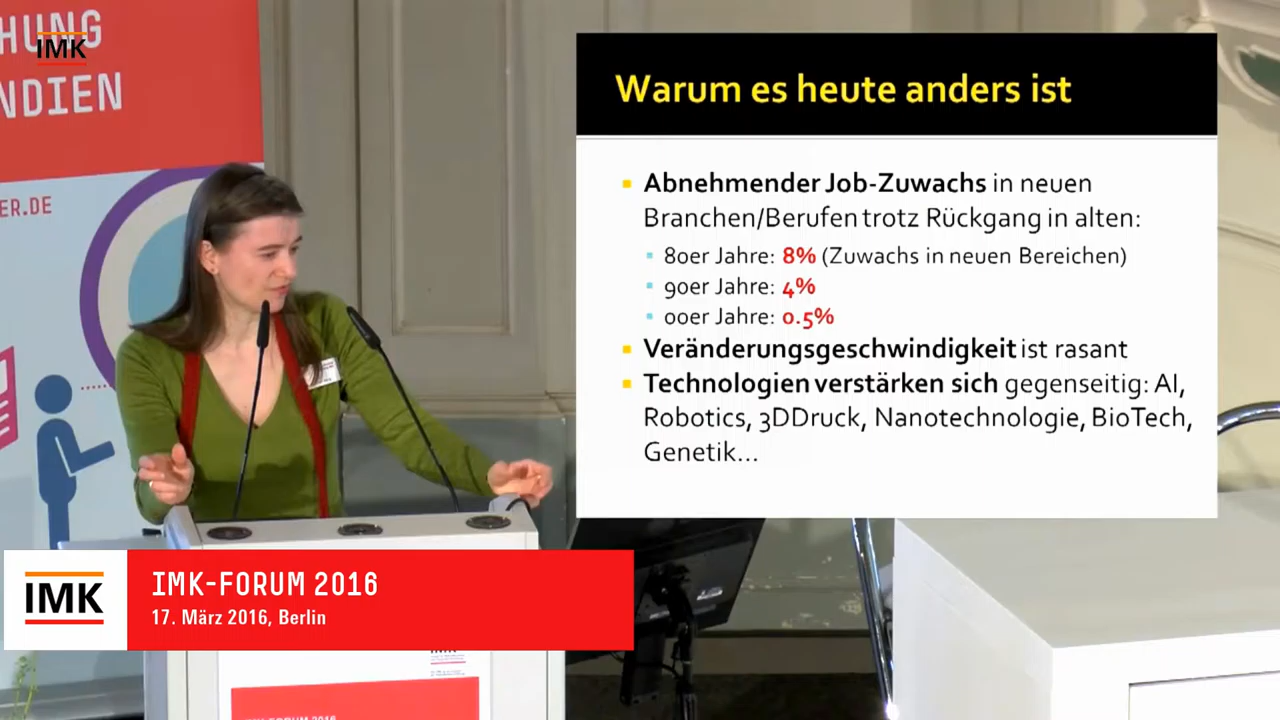 HUNG
IMK
NDIEN
ER.DE
Warum es heute anders ist
Abnehmender Job-Zuwachs in neuen
Branchen/Berufen trotz Rückgang in alten:
80er Jahre: 8% (Zuwachs in neuen Bereichen)
90er Jahre: 4%
00er Jahre: 0.5%
Veränderungsgeschwindigkeit ist rasant
Technologien verstärken sich gegenseitig: AI,
Robotics, 3DDruck, Nanotechnologie, BioTech,
Genetik...
IMK
IMK-FORUM 2016
17. März 2016, Berlin